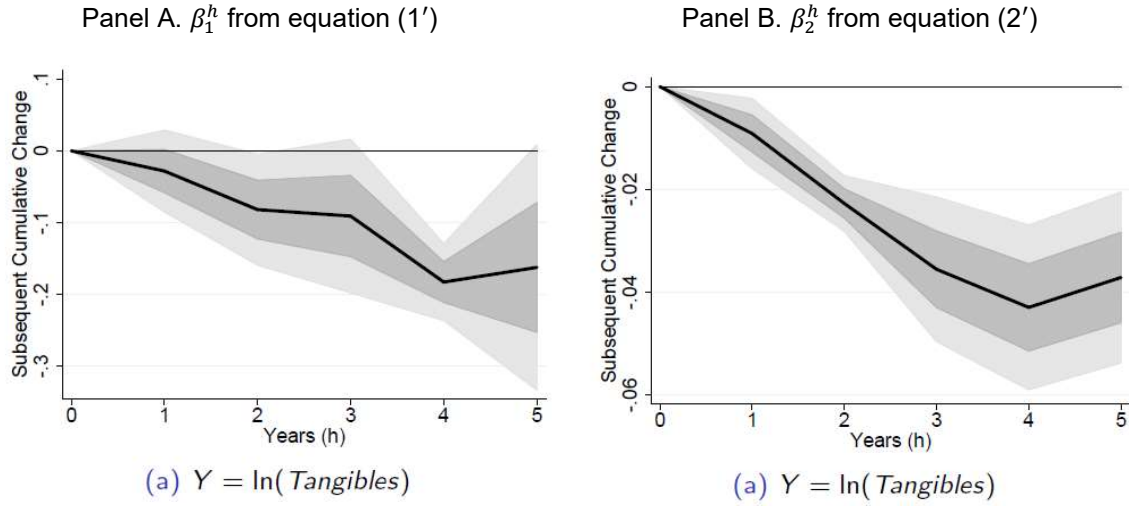 Panel A. β₁ʰ from equation (1′)
Subsequent Cumulative Change
.1
0
-.1
-.2
-.3
0 1 2 3 4 5
Years (h)
(a) Y = ln(Tangibles)
Panel B. β₂ʰ from equation (2′)
Subsequent Cumulative Change
0
-.02
-.04
-.06
0 1 2 3 4 5
Years (h)
(a) Y = ln(Tangibles)